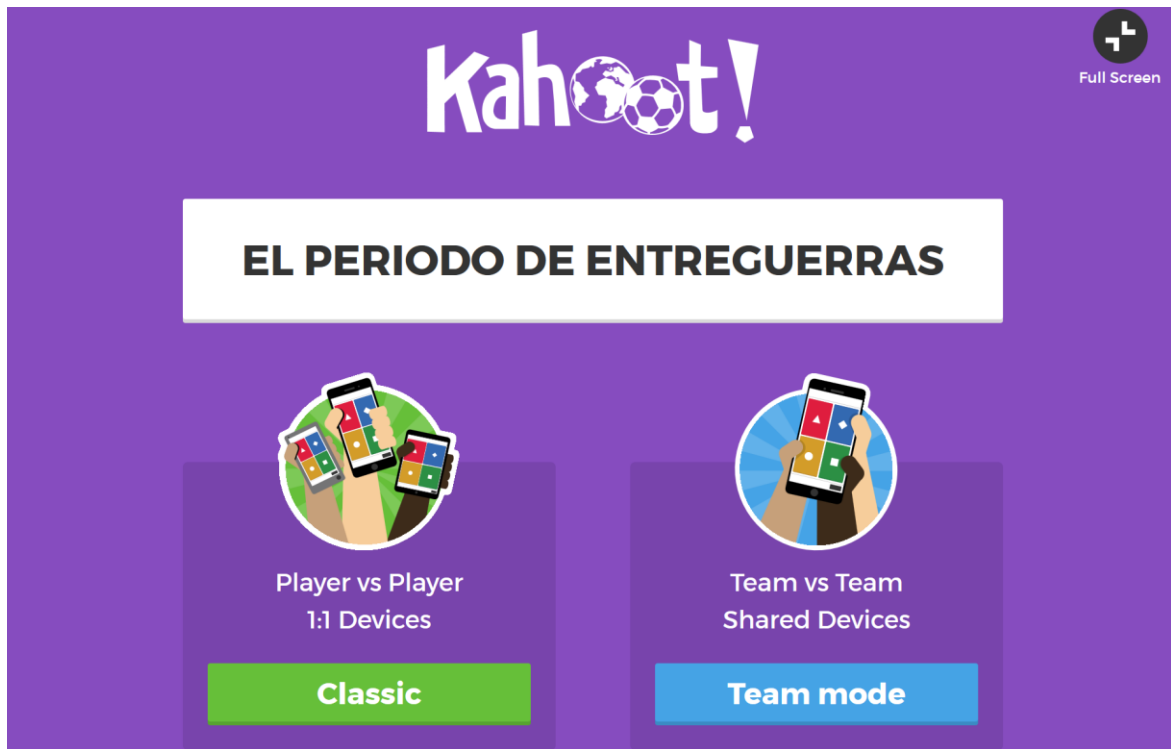 Kahoot!
Full Screen
EL PERIODO DE ENTREGUERRAS
Player vs Player
1:1 Devices
Classic
Team vs Team
Shared Devices
Team mode